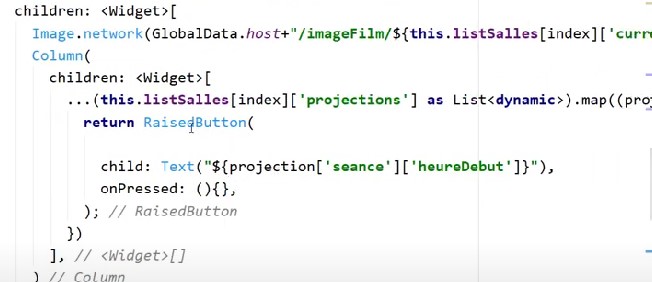 children: <Widget>[
Image.network(GlobalData.host+"/imageFilm/${this.listSalles[index]['curr
Column(
children: <Widget>[
...(this.listSalles[index]['projections'] as List<dynamic>).map((proj
return RaisedButton(
child: Text("${projection['seance']['heureDebut']}"),
onPressed: (){},
); // RaisedButton
})
], // <Widget>[]
) // Column